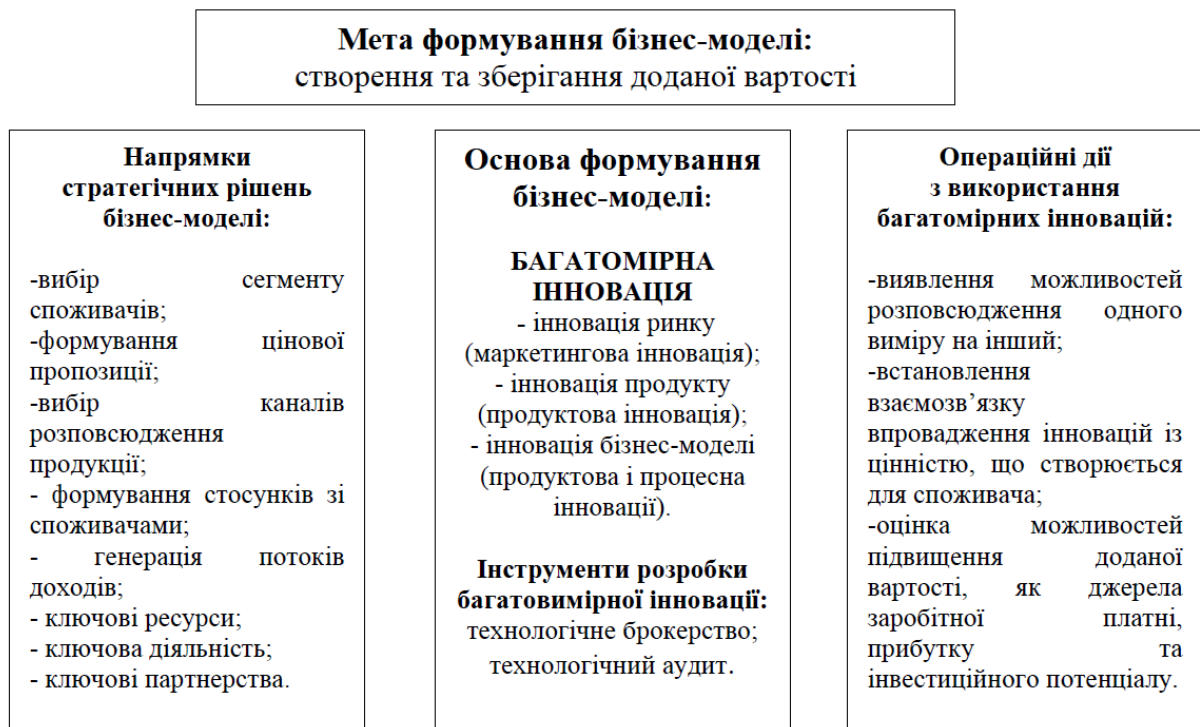 Мета формування бізнес-моделі:
створення та зберігання доданої вартості
Напрямки
стратегічних рішень
бізнес-моделі:
-вибір сегменту
споживачів;
-формування цінової
пропозиції;
-вибір каналів
розповсюдження
продукції;
- формування стосунків зі
споживачами;
- генерація потоків
доходів;
- ключові ресурси;
- ключова діяльність;
- ключові партнерства.
Основа формування
бізнес-моделі:
БАГАТОМІРНА
ІННОВАЦІЯ
- інновація ринку
(маркетингова інновація);
- інновація продукту
(продуктова інновація);
- інновація бізнес-моделі
(продуктова і процесна
інновації).
Інструменти розробки
багатовимірної інновації:
технологічне брокерство;
технологічний аудит.
Операційні дії
з використання
багатомірних інновацій:
-виявлення можливостей
розповсюдження одного
виміру на інший;
-встановлення
взаємозв’язку
впровадження інновацій із
цінністю, що створюється
для споживача;
-оцінка можливостей
підвищення доданої
вартості, як джерела
заробітної платні,
прибутку та
інвестиційного потенціалу.